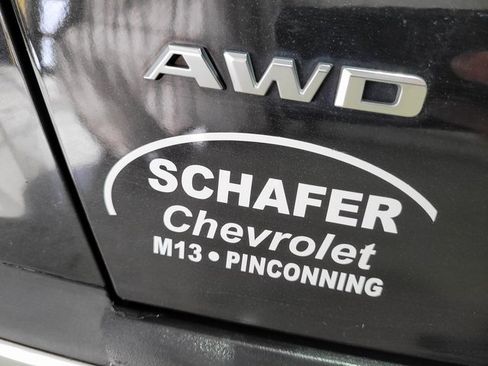 AWD
SCHAFER
Chevrolet
M13 • PINCONNING